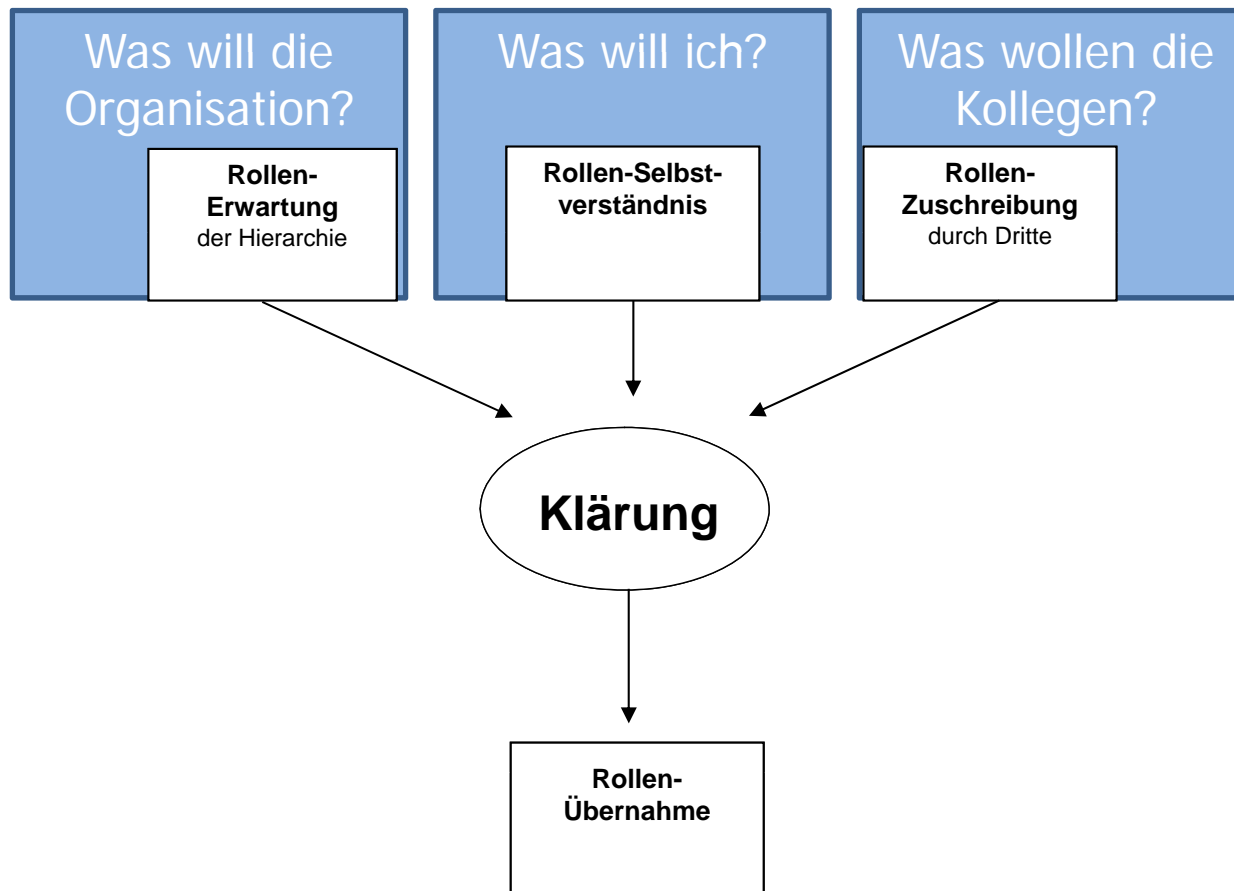 Was will die
Organisation?
Rollen-
Erwartung
der Hierarchie
Was will ich?
Rollen-Selbst-
verständnis
Was wollen die
Kollegen?
Rollen-
Zuschreibung
durch Dritte
Klärung
Rollen-
Übernahme